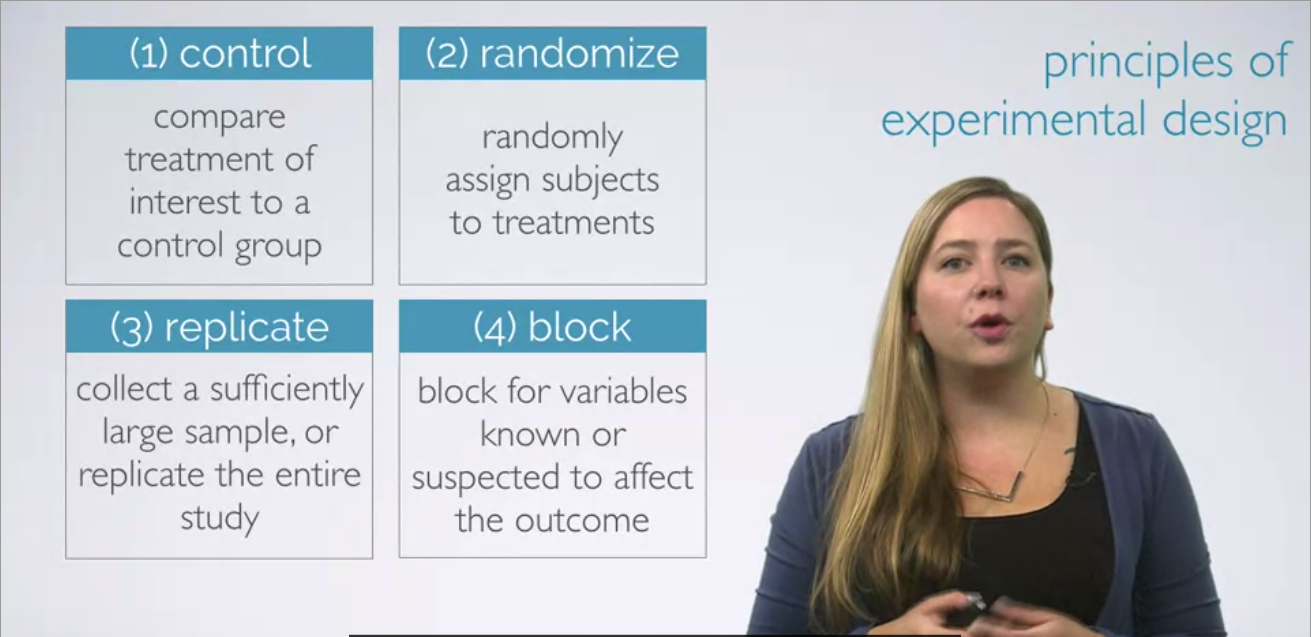 principles of
experimental design
(1) control
compare
treatment of
interest to a
control group
(2) randomize
randomly
assign subjects
to treatments
(3) replicate
collect a sufficiently
large sample, or
replicate the entire
study
(4) block
block for variables
known or
suspected to affect
the outcome